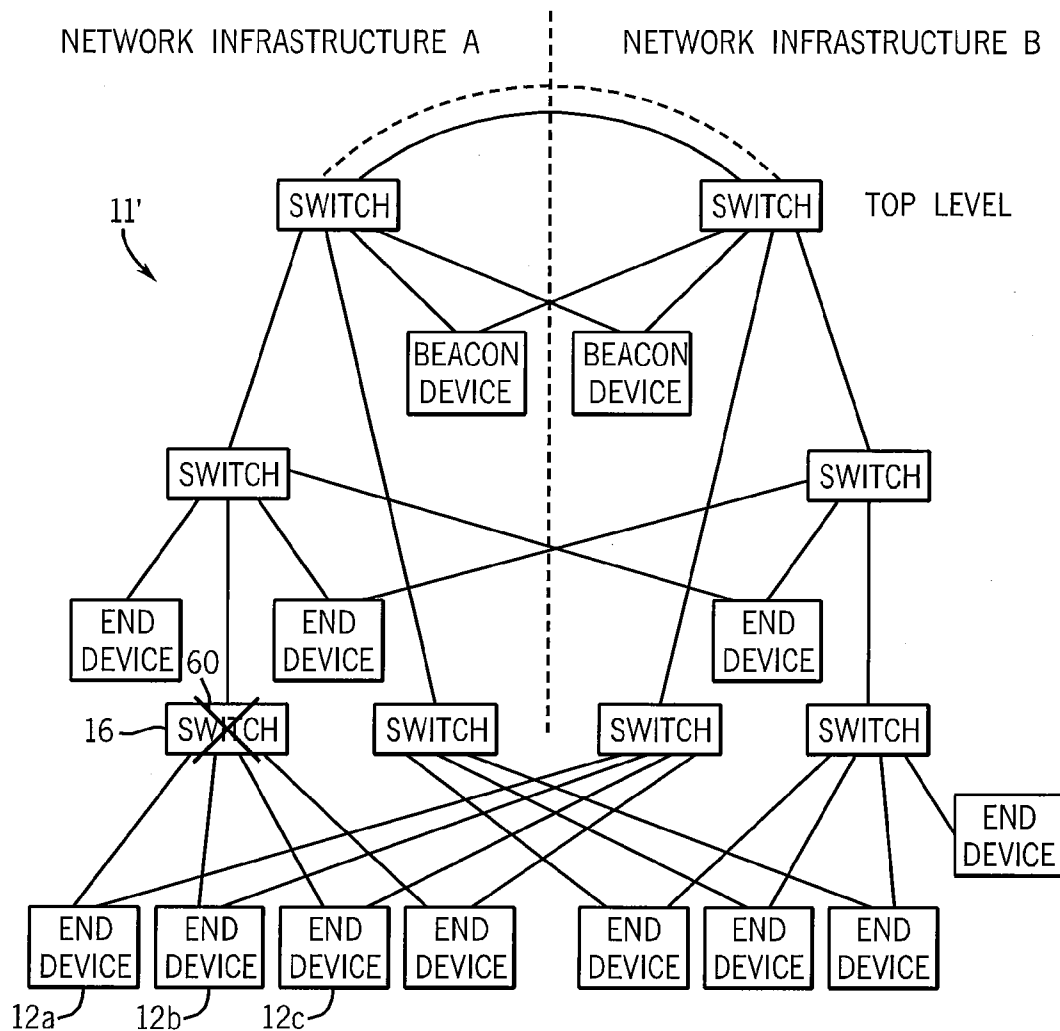 NETWORK INFRASTRUCTURE A
NETWORK INFRASTRUCTURE B
SWITCH
SWITCH
TOP LEVEL
11'
BEACON
DEVICE
BEACON
DEVICE
SWITCH
SWITCH
END
DEVICE
END
DEVICE
END
DEVICE
60
16
SWITCH
SWITCH
SWITCH
SWITCH
END
DEVICE
END
DEVICE
END
DEVICE
END
DEVICE
END
DEVICE
END
DEVICE
END
DEVICE
END
DEVICE
12a
12b
12c